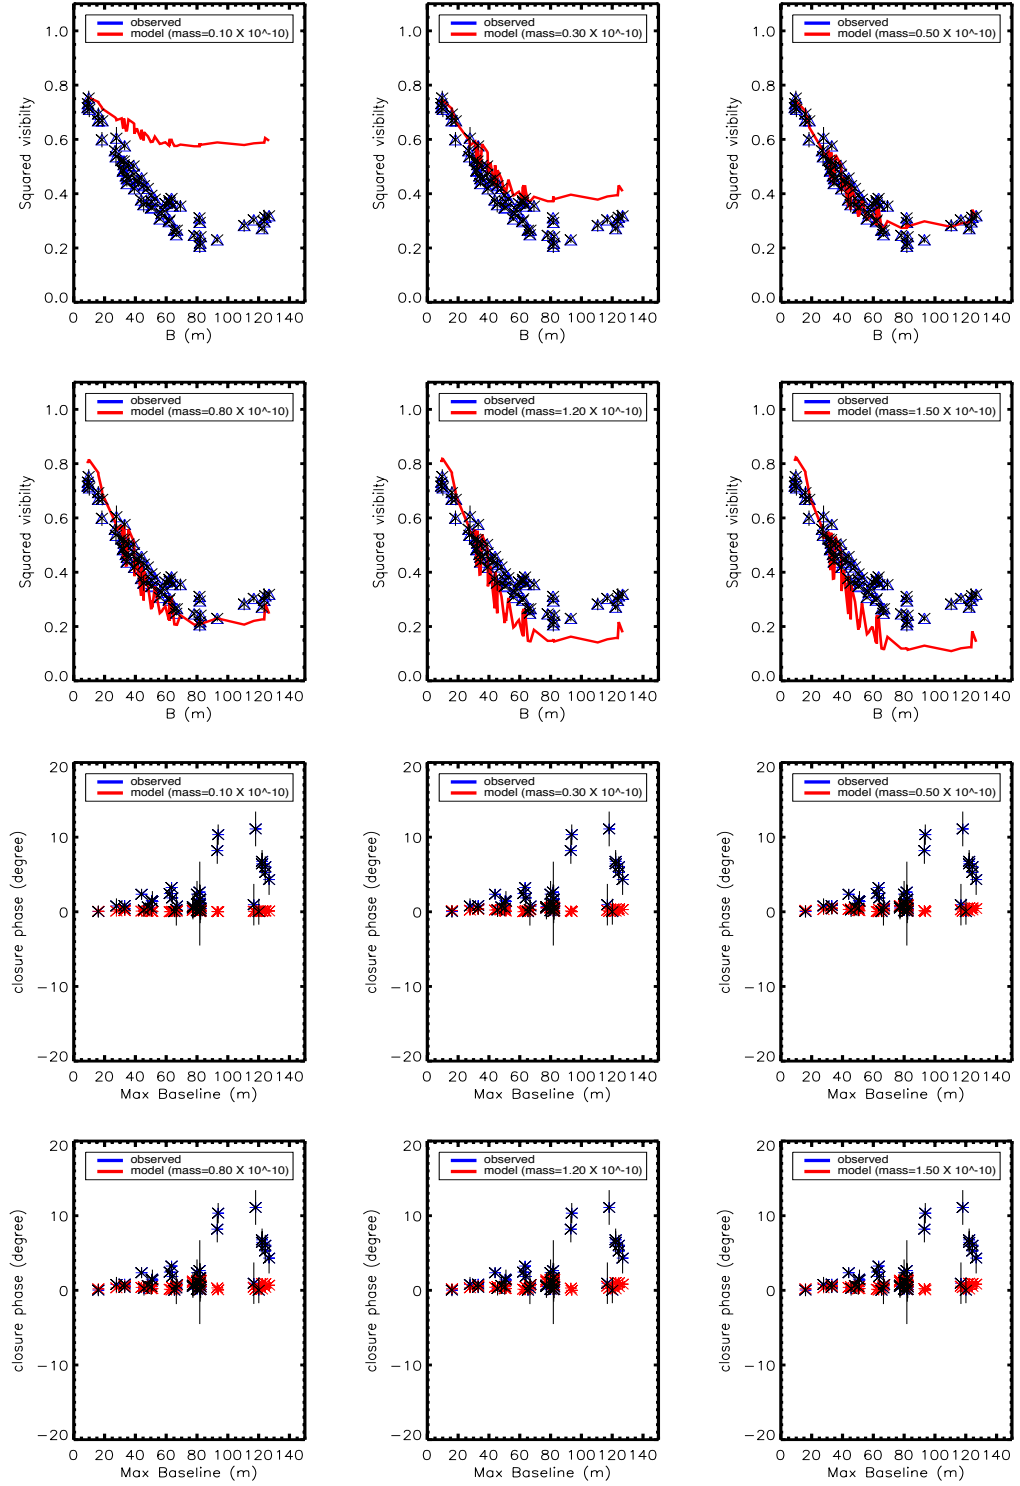 observed
model (mass=0.10 X 10^-10)
observed
model (mass=0.30 X 10^-10)
observed
model (mass=0.50 X 10^-10)
Squared visibilty
1.0
0.8
0.6
0.4
0.2
0.0
0 20 40 60 80 100 120 140
B (m)
Squared visibilty
1.0
0.8
0.6
0.4
0.2
0.0
0 20 40 60 80 100 120 140
B (m)
Squared visibilty
1.0
0.8
0.6
0.4
0.2
0.0
0 20 40 60 80 100 120 140
B (m)
observed
model (mass=0.80 X 10^-10)
observed
model (mass=1.20 X 10^-10)
observed
model (mass=1.50 X 10^-10)
Squared visibilty
1.0
0.8
0.6
0.4
0.2
0.0
0 20 40 60 80 100 120 140
B (m)
Squared visibilty
1.0
0.8
0.6
0.4
0.2
0.0
0 20 40 60 80 100 120 140
B (m)
Squared visibilty
1.0
0.8
0.6
0.4
0.2
0.0
0 20 40 60 80 100 120 140
B (m)
observed
model (mass=0.10 X 10^-10)
observed
model (mass=0.30 X 10^-10)
observed
model (mass=0.50 X 10^-10)
closure phase (degree)
20
10
0
−10
−20
0 20 40 60 80 100 120 140
Max Baseline (m)
closure phase (degree)
20
10
0
−10
−20
0 20 40 60 80 100 120 140
Max Baseline (m)
closure phase (degree)
20
10
0
−10
−20
0 20 40 60 80 100 120 140
Max Baseline (m)
observed
model (mass=0.80 X 10^-10)
observed
model (mass=1.20 X 10^-10)
observed
model (mass=1.50 X 10^-10)
closure phase (degree)
20
10
0
−10
−20
0 20 40 60 80 100 120 140
Max Baseline (m)
closure phase (degree)
20
10
0
−10
−20
0 20 40 60 80 100 120 140
Max Baseline (m)
closure phase (degree)
20
10
0
−10
−20
0 20 40 60 80 100 120 140
Max Baseline (m)